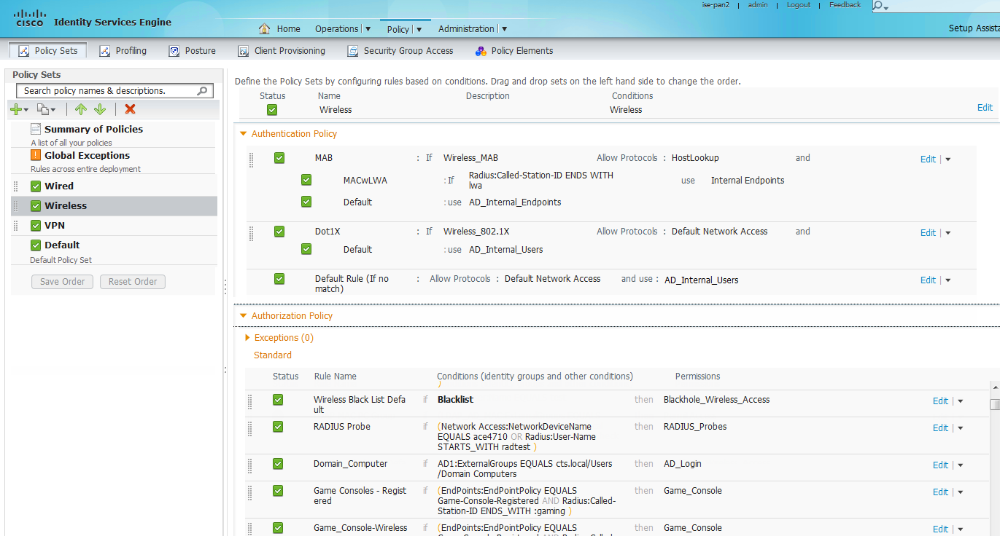 ise-pan2 | admin | Logout | Feedback
CISCO Identity Services Engine
Home Operations | Policy | Administration |
Setup Assista
Policy Sets Profiling Posture Client Provisioning Security Group Access Policy Elements
Policy Sets
Search policy names & descriptions.
Summary of Policies
A list of all your policies
Global Exceptions
Rules across entire deployment
Wired
Wireless
VPN
Default
Default Policy Set
Save Order Reset Order
Define the Policy Sets by configuring rules based on conditions. Drag and drop sets on the left hand side to change the order.
Status Name Description Conditions
Wireless Wireless Edit
Authentication Policy
MAB : If Wireless_MAB Allow Protocols : HostLookup and Edit |
MACwLWA : If Radius:Called-Station-ID ENDS WITH use Internal Endpoints
lwa
Default : use AD_Internal_Endpoints
Dot1X : If Wireless_802.1X Allow Protocols : Default Network Access and Edit |
Default : use AD_Internal_Users
Default Rule (If no : Allow Protocols : Default Network Access and use : AD_Internal_Users Edit |
match)
Authorization Policy
Exceptions (0)
Standard
Status Rule Name Conditions (identity groups and other conditions) Permissions
)
Wireless Black List Defa if Blacklist then Blackhole_Wireless_Access Edit |
ult
RADIUS Probe if (Network Access:NetworkDeviceName then RADIUS_Probes Edit |
EQUALS ace4710 OR Radius:User-Name
STARTS_WITH radtest )
Domain_Computer if AD1:ExternalGroups EQUALS cts.local/Users then AD_Login Edit |
/Domain Computers
Game Consoles - Regist if (EndPoints:EndPointPolicy EQUALS then Game_Console Edit |
ered Game-Console-Registered AND Radius:Called-
Station-ID ENDS_WITH :gaming )
Game_Console-Wireless if (EndPoints:EndPointPolicy EQUALS then Game_Console Edit |